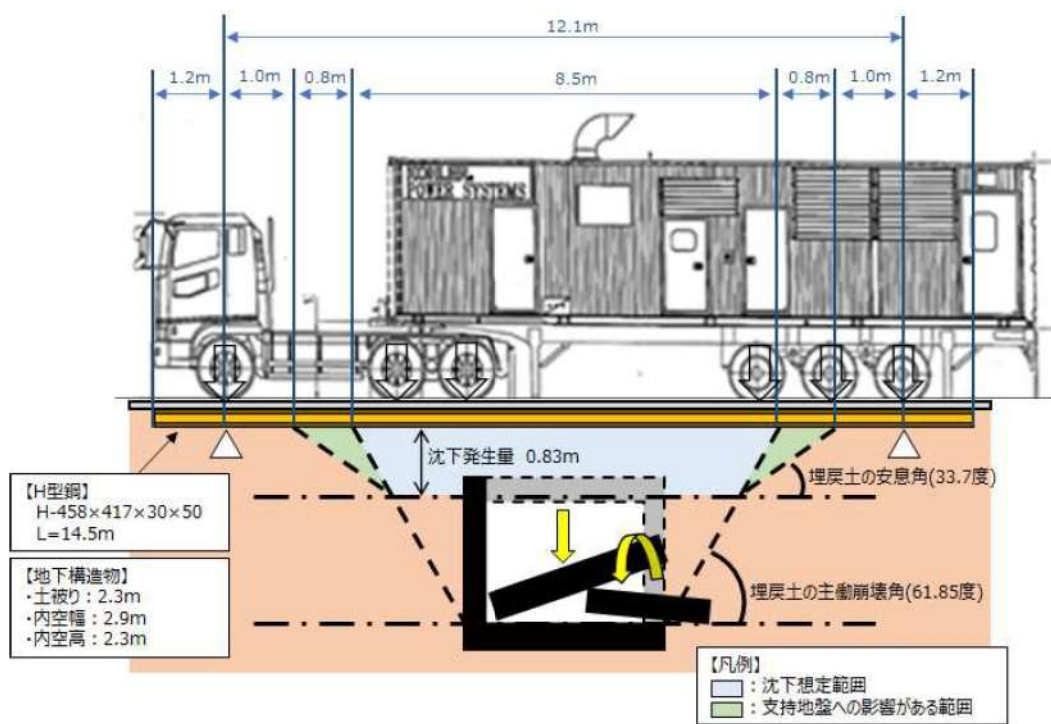 12.1m
1.2m
1.0m
0.8m
8.5m
0.8m
1.0m
1.2m
POWER SYSTEMS
沈下発生量 0.83m
埋戻土の安息角(33.7度)
【H型鋼】
H-458×417×30×50
L=14.5m
【地下構造物】
・土被り：2.3m
・内空幅：2.9m
・内空高：2.3m
埋戻土の主働崩壊角(61.85度)
【凡例】
：沈下想定範囲
：支持地盤への影響がある範囲